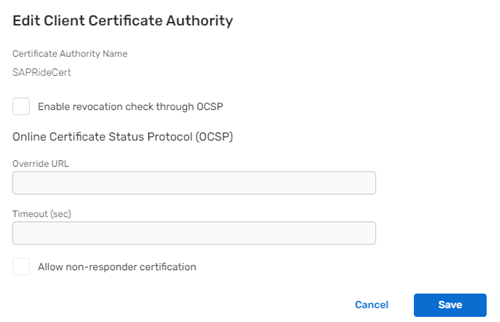 Edit Client Certificate Authority
Certificate Authority Name
SAPRideCert
Enable revocation check through OCSP
Online Certificate Status Protocol (OCSP)
Override URL
Timeout (sec)
Allow non-responder certification
Cancel
Save